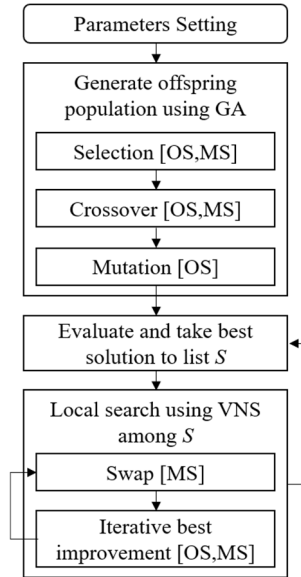 Parameters Setting
Generate offspring
population using GA
Selection [OS,MS]
Crossover [OS,MS]
Mutation [OS]
Evaluate and take best
solution to list S
Local search using VNS
among S
Swap [MS]
Iterative best
improvement [OS,MS]